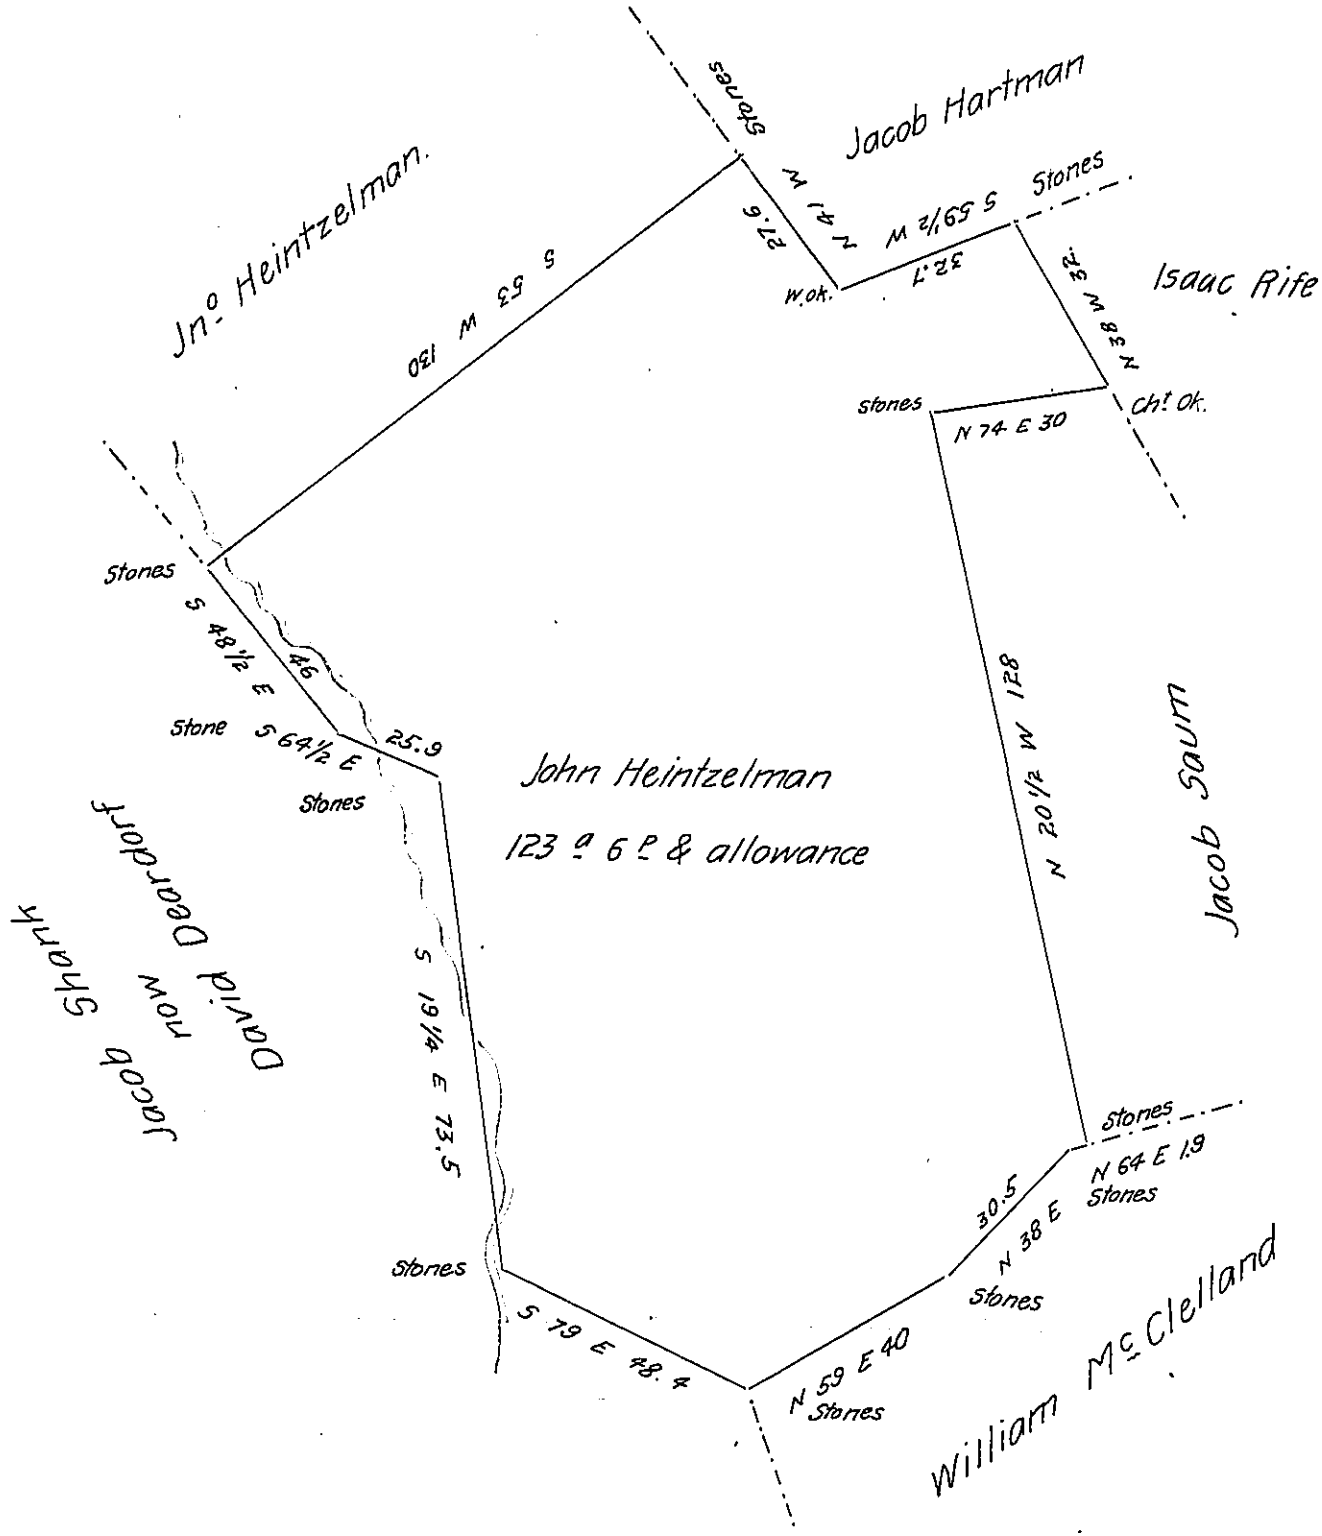 Jacob Hartman
Stones
Jnº Heintzelman.
N 41 W
27.6
Stones
S 59½ W
32.7
W.ok.
Isaac Rife
N 38 W 32.
Cht. Ok.
Stones
N 74 E 30
S 53 W 130
Stones
S 48½ E
46
Stone
S 64½ E
25.9
Stones
John Heintzelman
123 a 6 P & allowance
N 20½ W 128
Jacob Saum
David Deardorf
now
Jacob Shank
S 19¼ E 73.5
Stones
N 64 E 1.9
Stones
30.5
N 38 E
Stones
Stones
S 79 E 48.4
N 59 E 40
Stones
William Mc Clelland